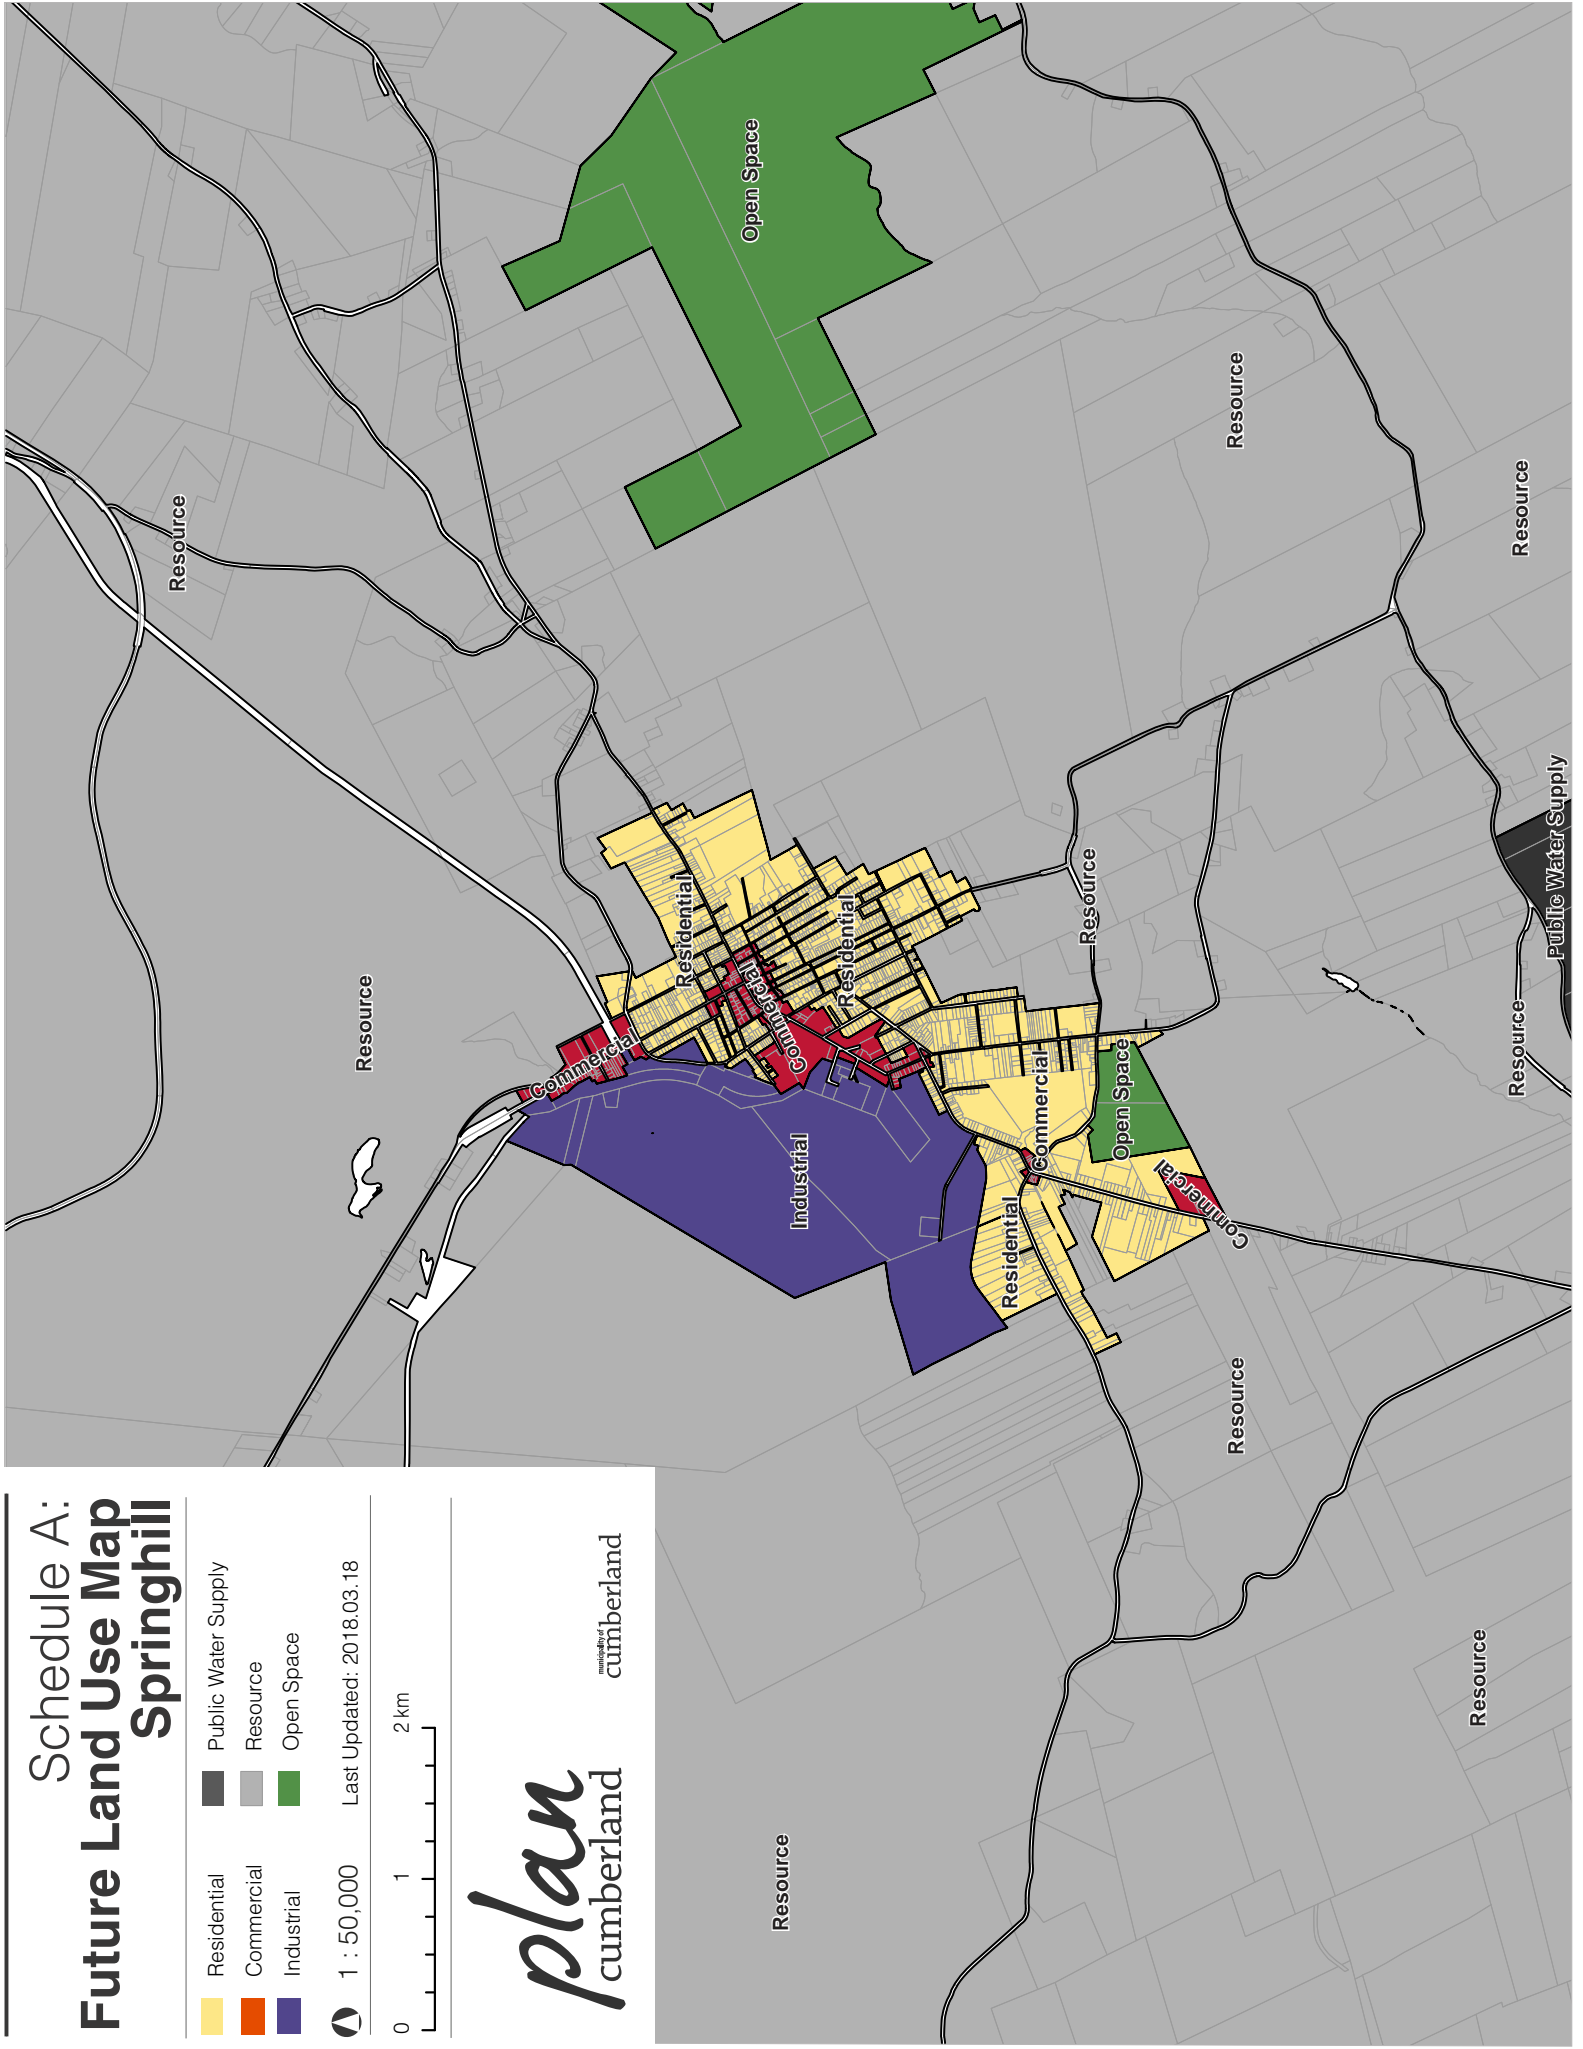 Schedule A:
Future Land Use Map
Springhill
Residential
Commercial
Industrial
Public Water Supply
Resource
Open Space
1 : 50,000
Last Updated: 2018.03.18
0
1
2 km
plan
cumberland
municipality of
cumberland
Resource
Resource
Commercial
Residential
Open Space
Commercial
Industrial
Residential
Resource
Residential
Commercial
Resource
Open Space
Commercial
Resource
Resource
Resource
Resource
Resource
Public Water Supply